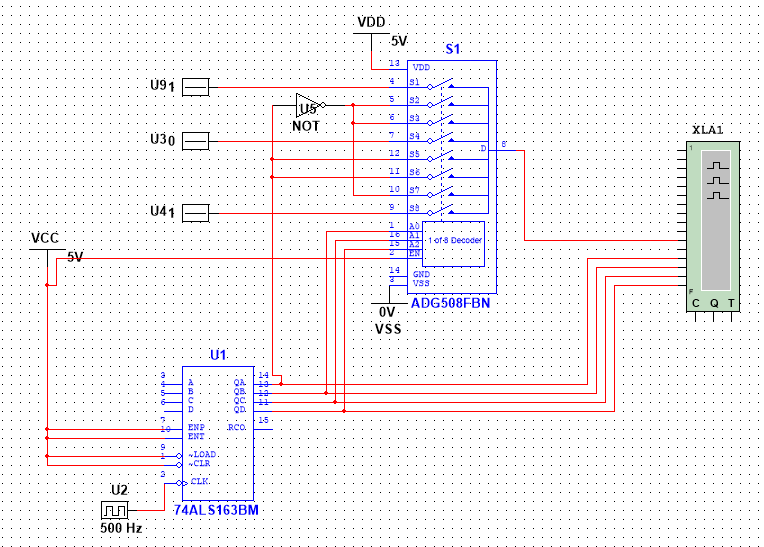 VDD
5V
S1
13 VDD
U9 1
4 S1
U5
NOT
5 S2
6 S3
U3 0
7 S4
12 S5
11 S6
10 S7
U4 1
9 S8
D 8
1 A0
16 A1
15 A2
2 EN
1 of 8 Decoder
14 GND
3 VSS
ADG508FBN
0V
VSS
VCC
5V
XLA1
1
F
C Q T
U1
3 A QA 14
4 B QB 13
5 C QC 12
6 D QD 11
7 ENP RCO 15
10 ENT
9 ~LOAD
1 ~CLR
2 CLK
74ALS163BM
U2
500 Hz